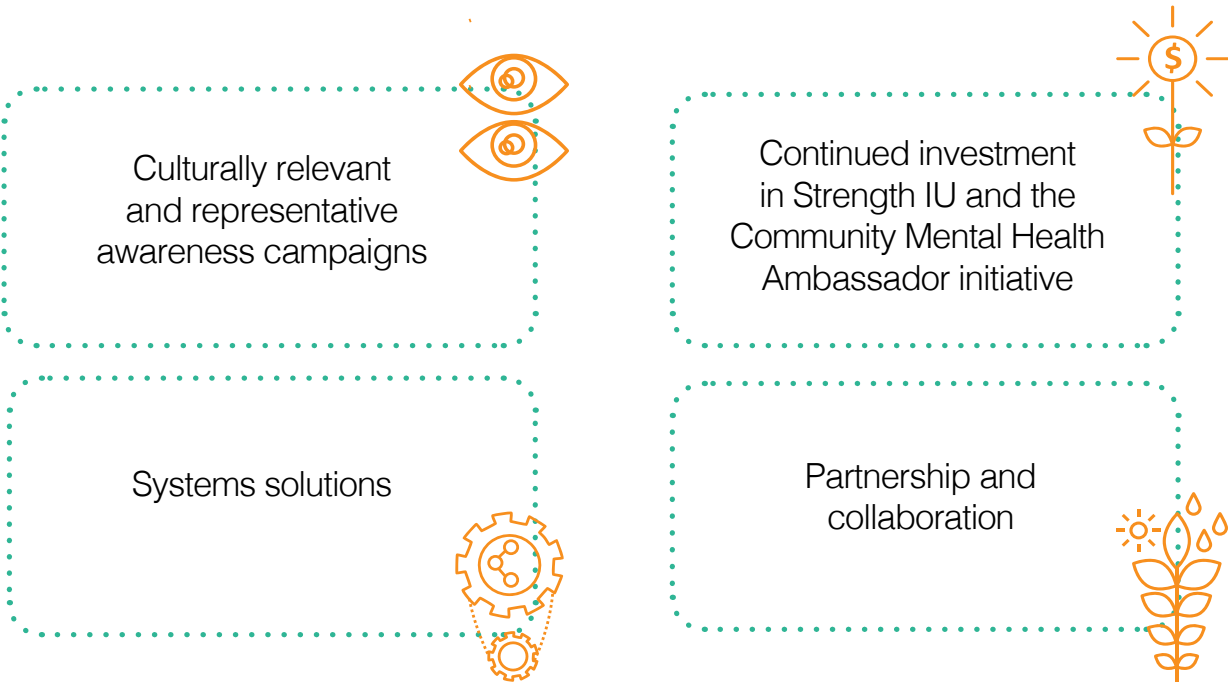 Culturally relevant
and representative
awareness campaigns
$
Continued investment
in Strength IU and the
Community Mental Health
Ambassador initiative
Systems solutions
Partnership and
collaboration